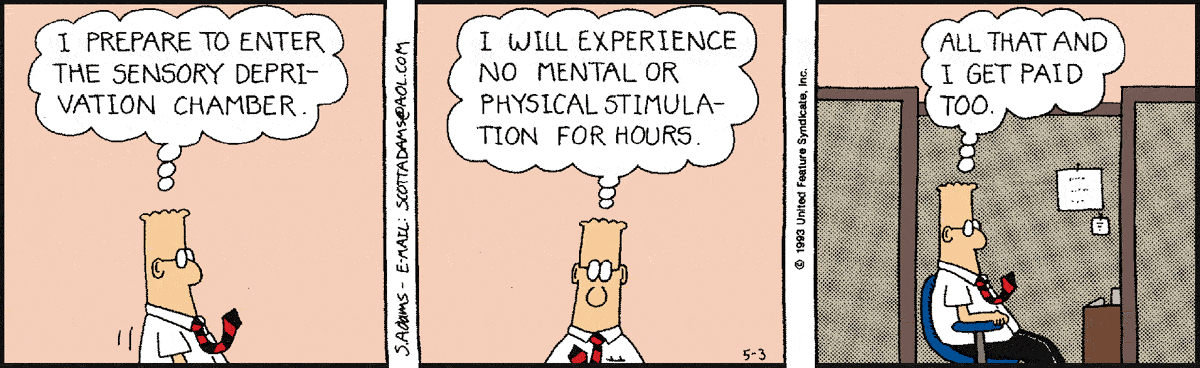 I PREPARE TO ENTER
THE SENSORY DEPRI-
VATION CHAMBER.
S.Adams - E-MAIL: SCOTTADAMS@AOL.COM
I WILL EXPERIENCE
NO MENTAL OR
PHYSICAL STIMULA-
TION FOR HOURS.
5-3
© 1993 United Feature Syndicate, Inc.
ALL THAT AND
I GET PAID
TOO.